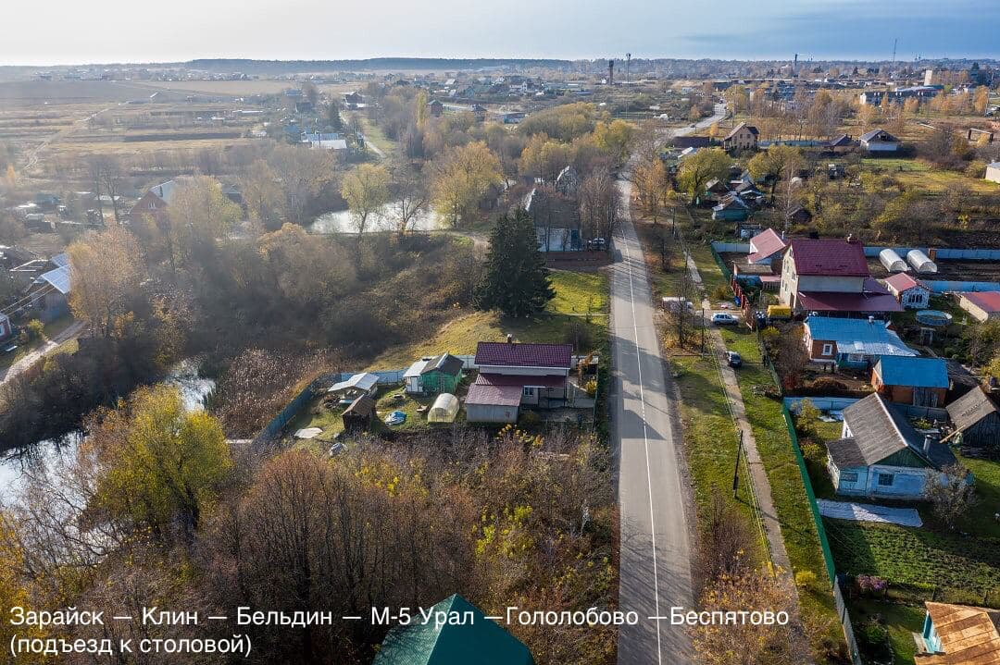 Зарайск — Клин — Бельдин — М-5 Урал —Гололобово —Беспятово
(подъезд к столовой)